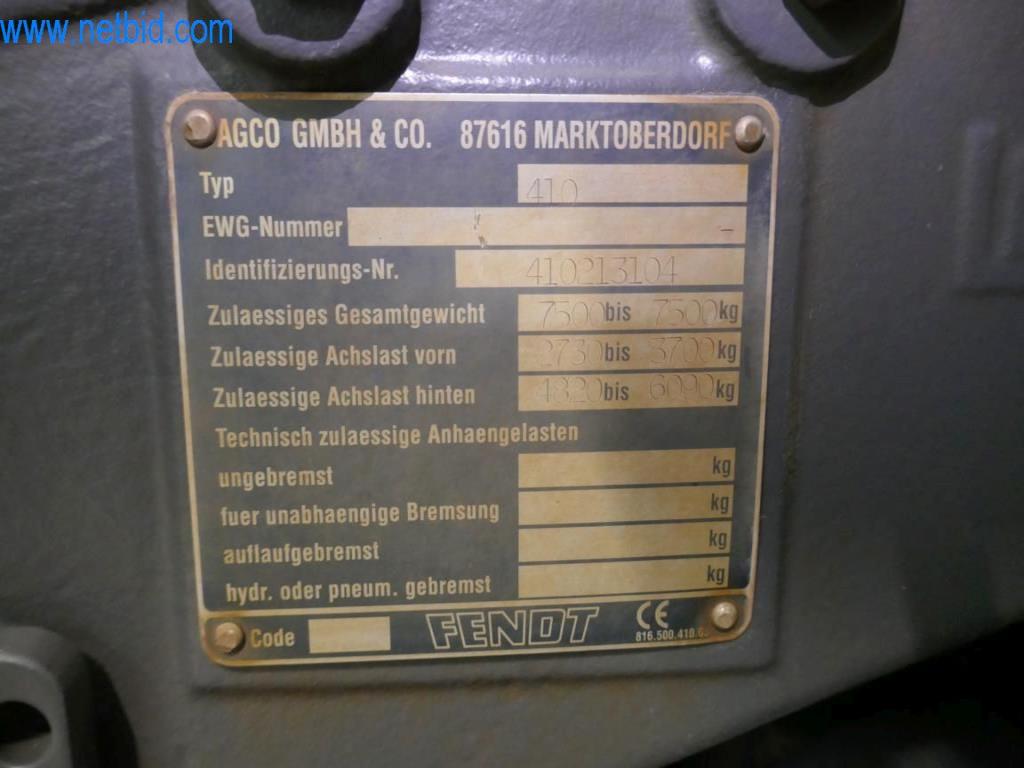 www.netbid.com
AGCO GMBH & CO. 87616 MARKTOBERDORF
Typ 410
EWG-Nummer -
Identifizierungs-Nr. 410213104
Zulaessiges Gesamtgewicht 7500 bis 7500 kg
Zulaessige Achslast vorn 2730 bis 3700 kg
Zulaessige Achslast hinten 4320 bis 6090 kg
Technisch zulaessige Anhaengelasten
ungebremst kg
fuer unabhaengige Bremsung kg
auflaufgebremst kg
hydr. oder pneum. gebremst kg
Code FENDT CE